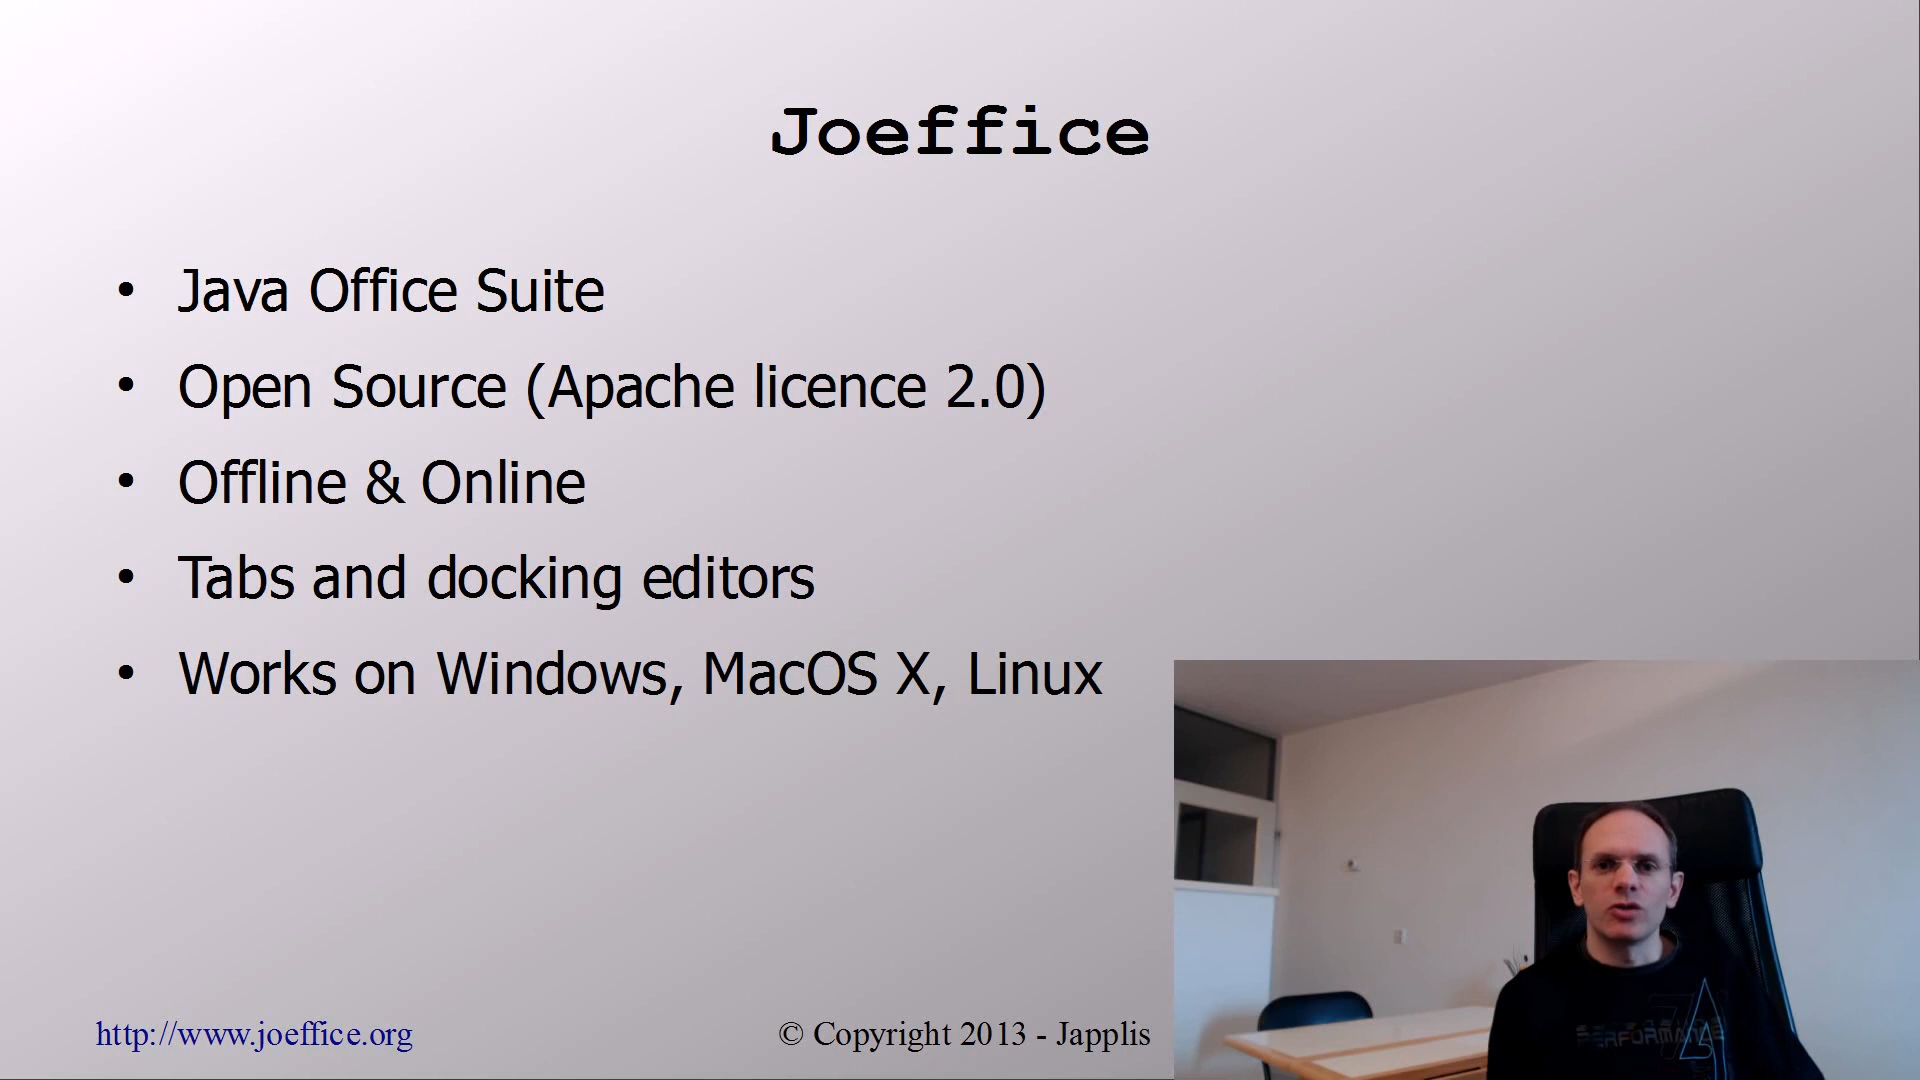 Joeffice
• Java Office Suite
• Open Source (Apache licence 2.0)
• Offline & Online
• Tabs and docking editors
• Works on Windows, MacOS X, Linux
http://www.joeffice.org
© Copyright 2013 - Japplis
PERFORMANCE